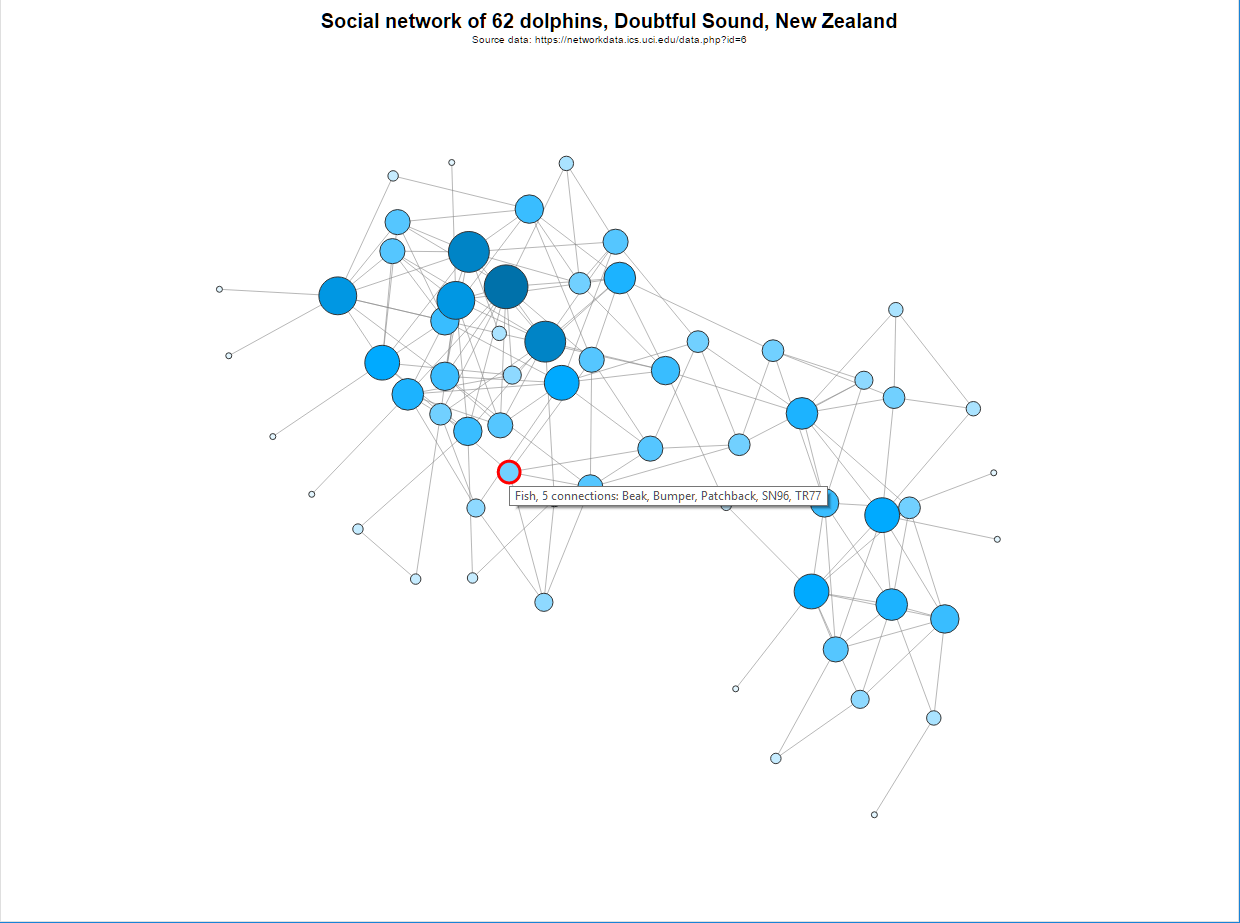 Social network of 62 dolphins, Doubtful Sound, New Zealand
Source data: https://networkdata.ics.uci.edu/data.php?id=6
Fish, 5 connections: Beak, Bumper, Patchback, SN96, TR77